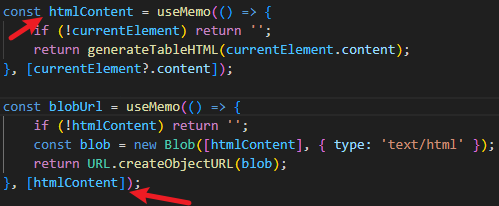 const htmlContent = useMemo(() => {
    if (!currentElement) return '';
    return generateTableHTML(currentElement.content);
}, [currentElement?.content]);

const blobUrl = useMemo(() => {
    if (!htmlContent) return '';
    const blob = new Blob([htmlContent], { type: 'text/html' });
    return URL.createObjectURL(blob);
}, [htmlContent]);